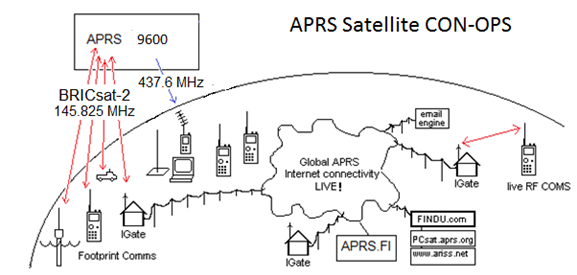 APRS Satellite CON-OPS
APRS 9600
437.6 MHz
BRICsat-2
145.825 MHz
email
engine
Global APRS
Internet connectivity
LIVE!
IGate
live RF COMS
IGate
Footprint Comms
IGate
APRS.FI
FINDU.com
PCsat.aprs.org
www.ariss.net